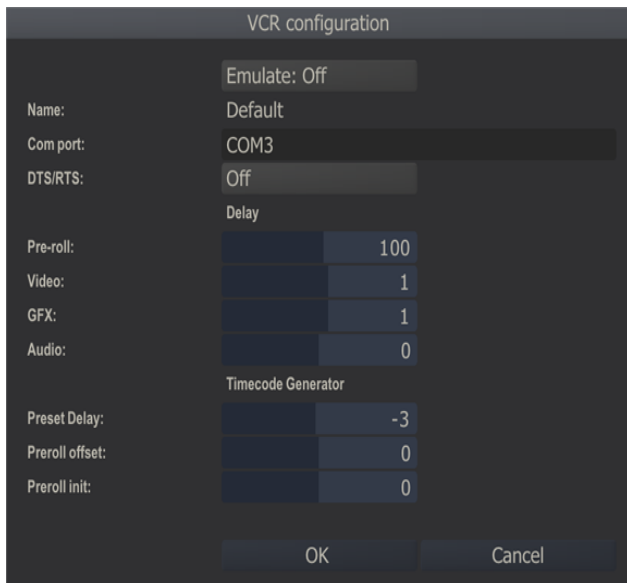 VCR configuration
Emulate: Off
Name: Default
Com port: COM3
DTS/RTS: Off
Delay
Pre-roll: 100
Video: 1
GFX: 1
Audio: 0
Timecode Generator
Preset Delay: -3
Preroll offset: 0
Preroll init: 0
OK Cancel